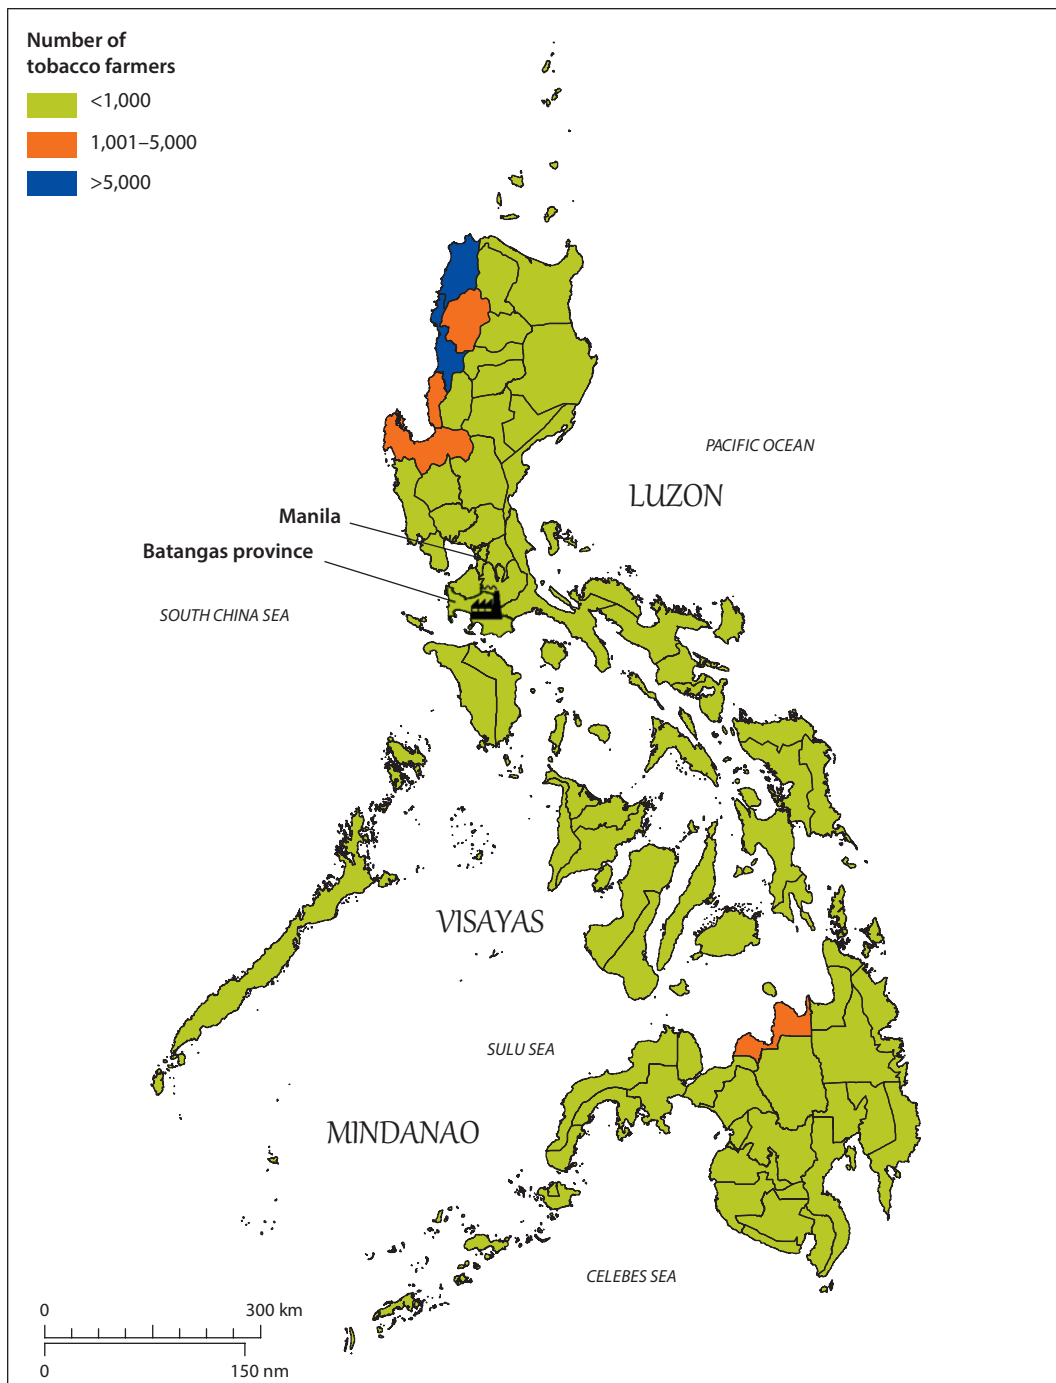 Number of
tobacco farmers
<1,000
1,001–5,000
>5,000
PACIFIC OCEAN
LUZON
Manila
Batangas province
SOUTH CHINA SEA
VISAYAS
SULU SEA
MINDANAO
CELEBES SEA
0 300 km
0 150 nm